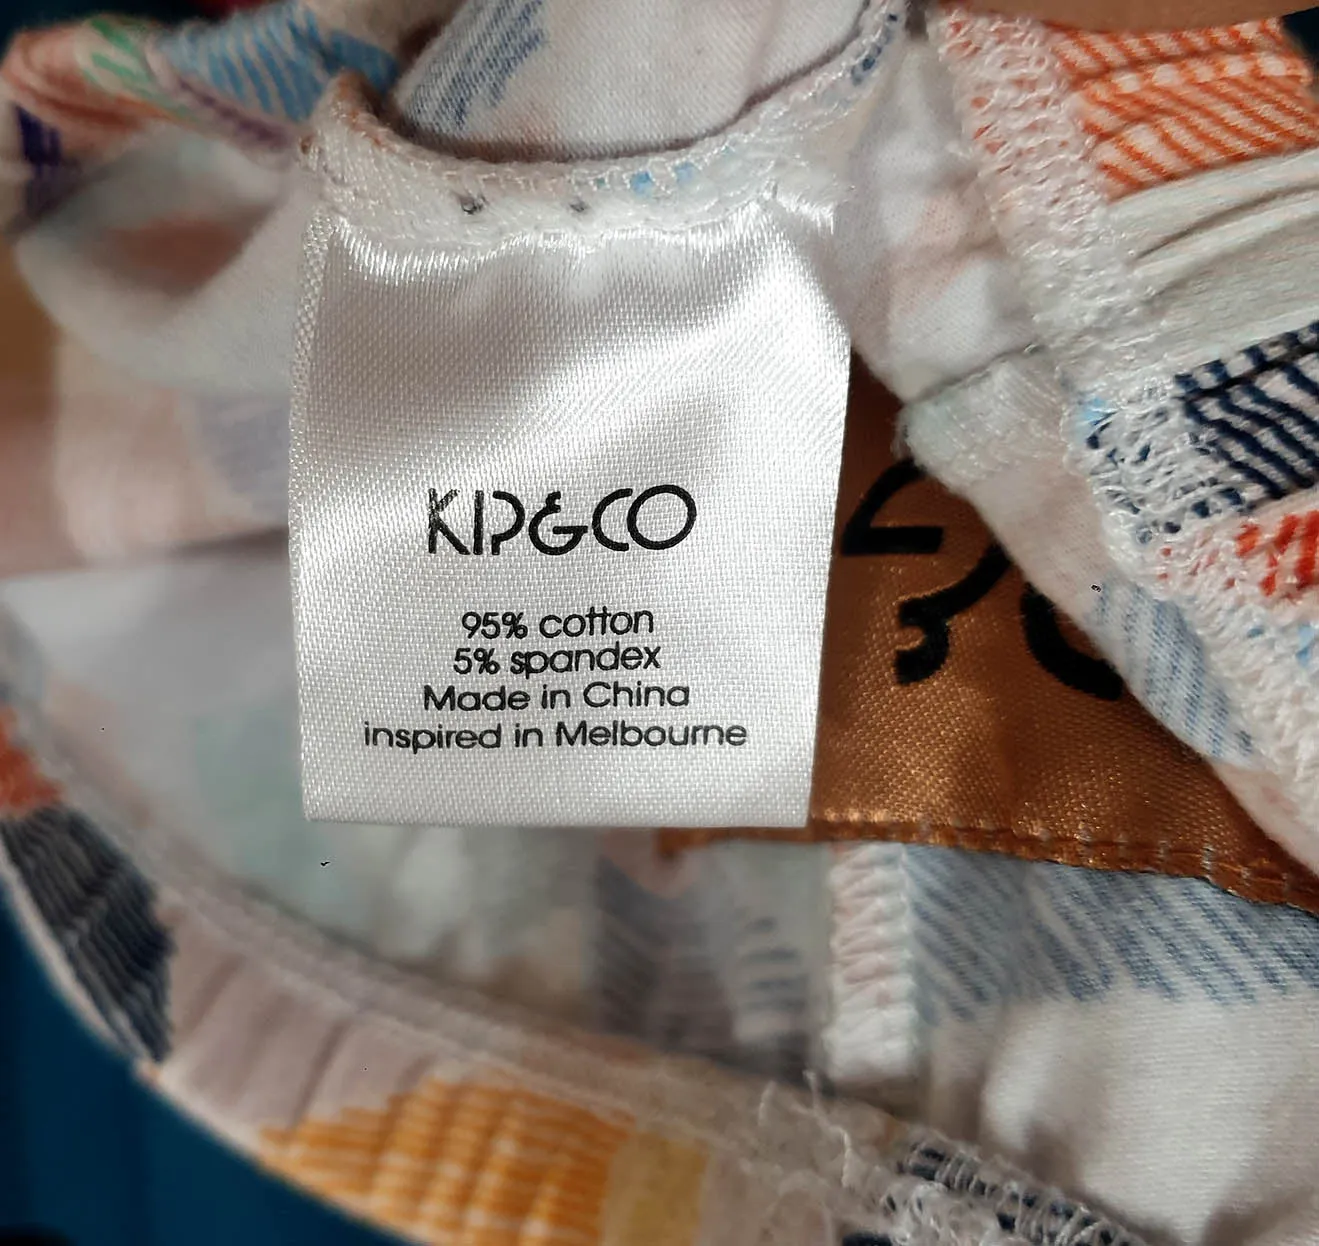 KIP&CO
95% cotton
5% spandex
Made in China
inspired in Melbourne